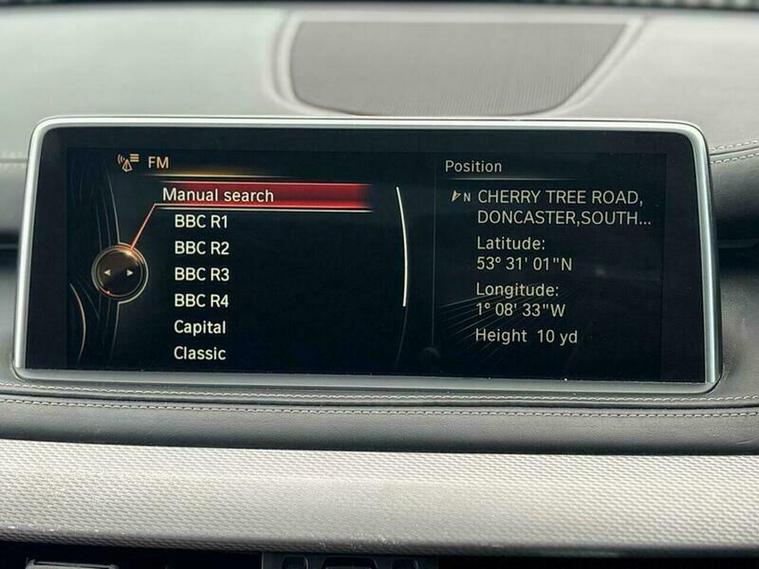 FM
Manual search
BBC R1
BBC R2
BBC R3
BBC R4
Capital
Classic
Position
N CHERRY TREE ROAD,
DONCASTER,SOUTH...
Latitude:
53° 31' 01"N
Longitude:
1° 08' 33"W
Height 10 yd